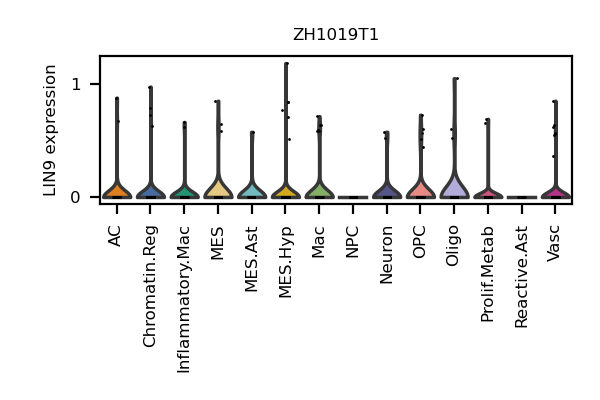 ZH1019T1
LIN9 expression
1
0
AC
Chromatin.Reg
Inflammatory.Mac
MES
MES.Ast
MES.Hyp
Mac
NPC
Neuron
OPC
Oligo
Prolif.Metab
Reactive.Ast
Vasc